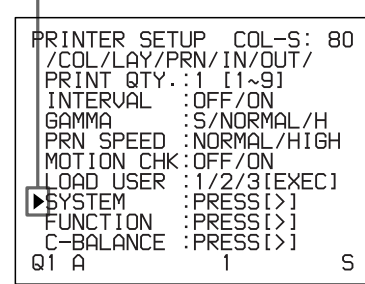 PRINTER SETUP COL-S: 80
/COL/LAY/PRN/IN/OUT/
PRINT QTY.:1 [1~9]
INTERVAL :OFF/ON
GAMMA :S/NORMAL/H
PRN SPEED :NORMAL/HIGH
MOTION CHK:OFF/ON
LOAD USER :1/2/3[EXEC]
▶SYSTEM :PRESS[>]
FUNCTION :PRESS[>]
C-BALANCE :PRESS[>]
Q1 A 1 S